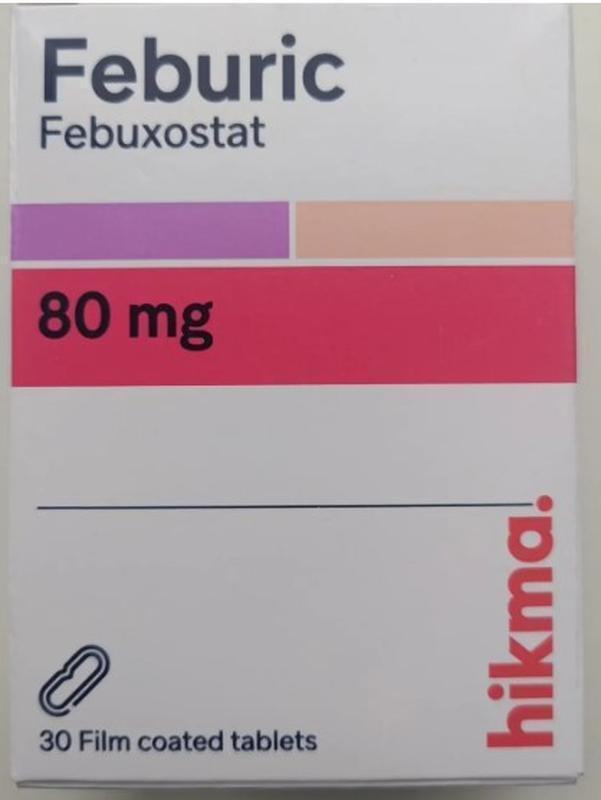 Feburic
Febuxostat
80 mg
hikma.
30 Film coated tablets